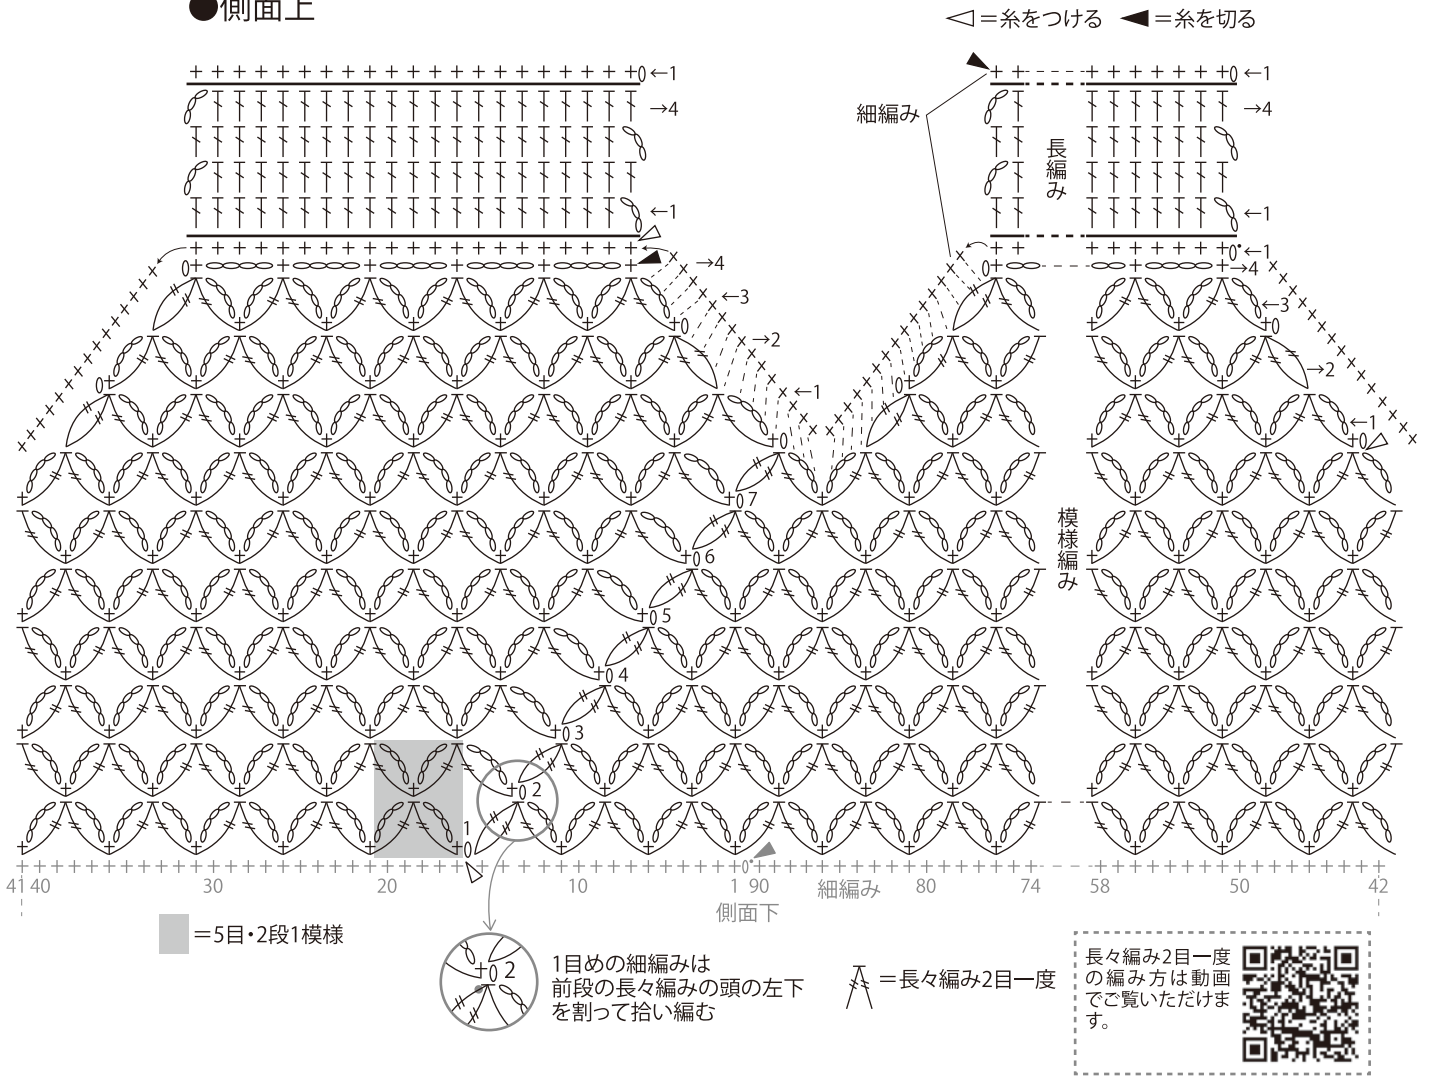 ●側面上
＝糸をつける ＝糸を切る
←1 ←1
→4 細編み →4
長編み
←1 ←1
←1
→4 →4
←3 ←3
→2 →2
←1 ←1
7
模様編み
6
5
4
3
2
1
41 40 30 20 10 1 90 細編み 80 74 58 50 42
側面下
＝5目・2段1模様
2
1目めの細編みは
前段の長々編みの頭の左下
を割って拾い編む
＝長々編み2目一度
長々編み2目一度
の編み方は動画
でご覧いただけま
す。